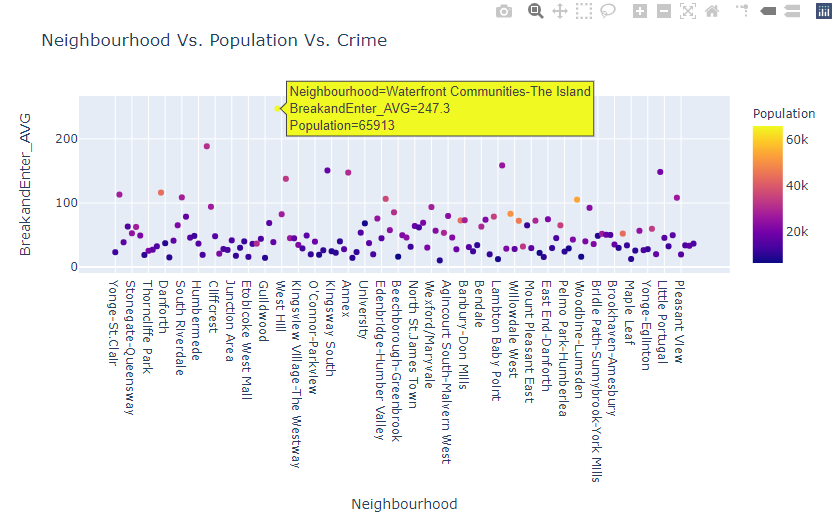 Neighbourhood Vs. Population Vs. Crime
Neighbourhood=Waterfront Communities-The Island
BreakandEnter_AVG=247.3
Population=65913
BreakandEnter_AVG
200
100
0
Population
60k
40k
20k
Yonge-St.Clair
Stonegate-Queensway
Thorncliffe Park
Danforth
South Riverdale
Humbermede
Cliffcrest
Junction Area
Etobicoke West Mall
Guildwood
West Hill
Kingsview Village-The Westway
O'Connor-Parkview
Kingsway South
Annex
University
Edenbridge-Humber Valley
Beechborough-Greenbrook
North St.James Town
Wexford/Maryvale
Agincourt South-Malvern West
Banbury-Don Mills
Bendale
Lambton Baby Point
Willowdale West
Mount Pleasant East
East End-Danforth
Pelmo Park-Humberlea
Woodbine-Lumsden
Bridle Path-Sunnybrook-York Mills
Brookhaven-Amesbury
Maple Leaf
Yonge-Eglinton
Little Portugal
Pleasant View
Neighbourhood